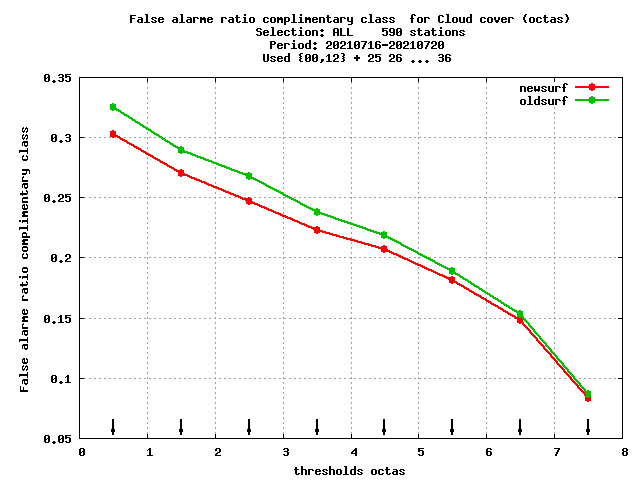 False alarme ratio complimentary class  for Cloud cover (octas)
Selection: ALL    590 stations
Period: 20210716-20210720
Used {00,12} + 25 26 ... 36
newsurf
oldsurf
False alarme ratio complimentary class
0.35
0.3
0.25
0.2
0.15
0.1
0.05
0 1 2 3 4 5 6 7 8
thresholds octas